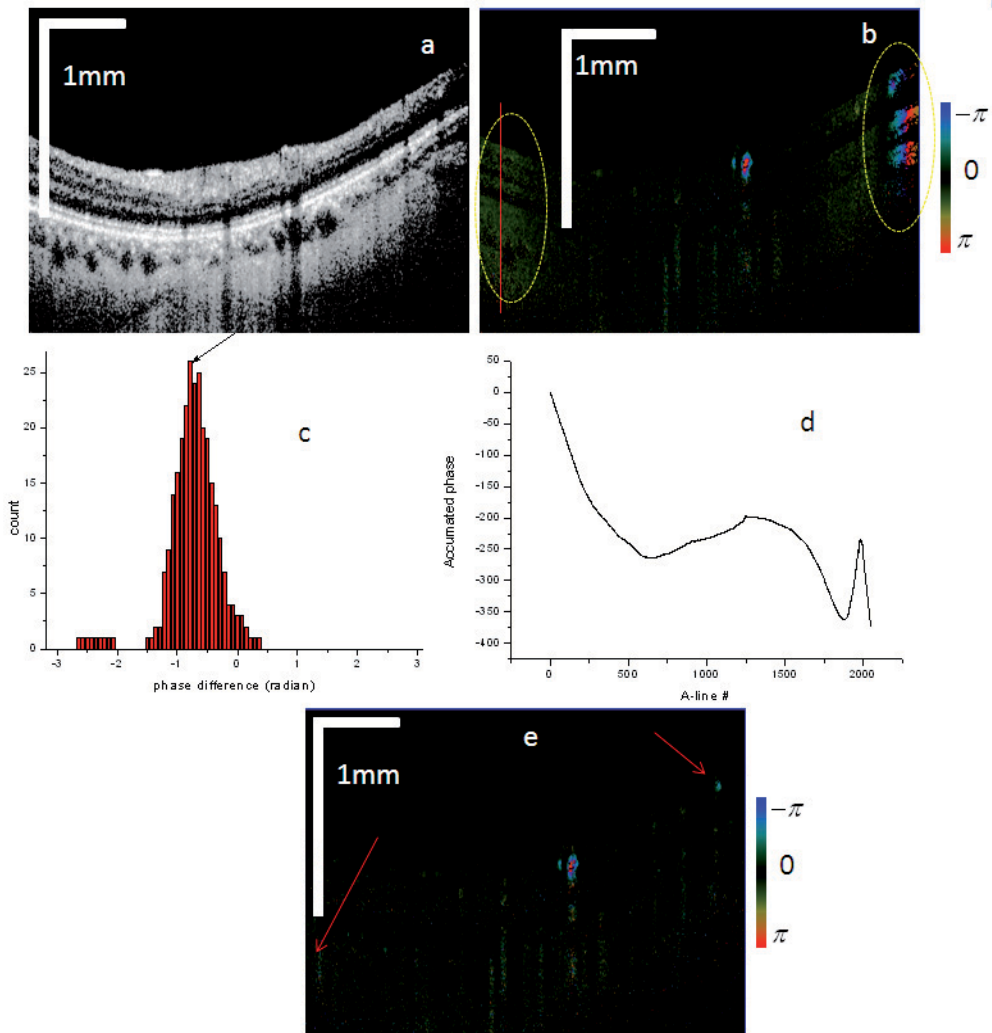 a
1mm
b
1mm
−π
0
π
c
25
20
15
10
5
0
count
-3
-2
-1
0
1
2
3
phase difference (radian)
d
50
0
-50
-100
-150
-200
-250
-300
-350
-400
Accumated phase
0
500
1000
1500
2000
A-line #
e
1mm
−π
0
π